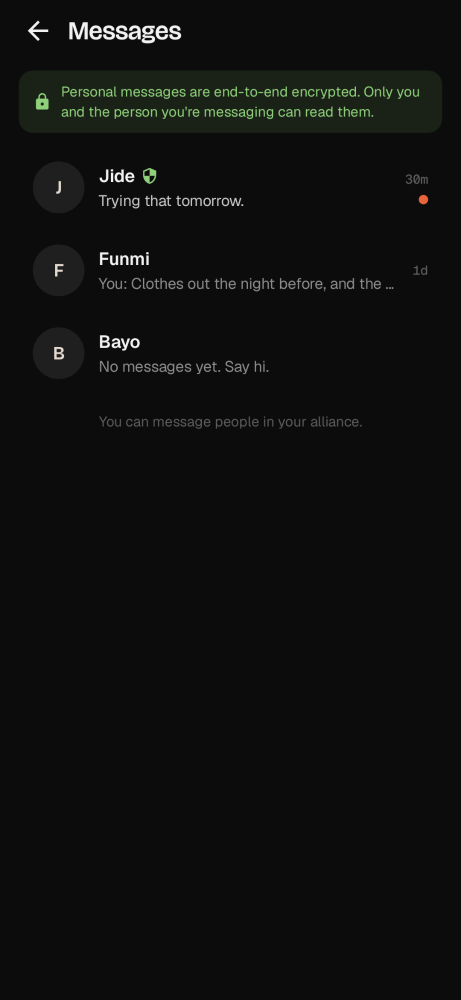 Messages
Personal messages are end-to-end encrypted. Only you
and the person you're messaging can read them.
J
Jide
30m
Trying that tomorrow.
F
Funmi
You: Clothes out the night before, and the ...
1d
B
Bayo
No messages yet. Say hi.
You can message people in your alliance.